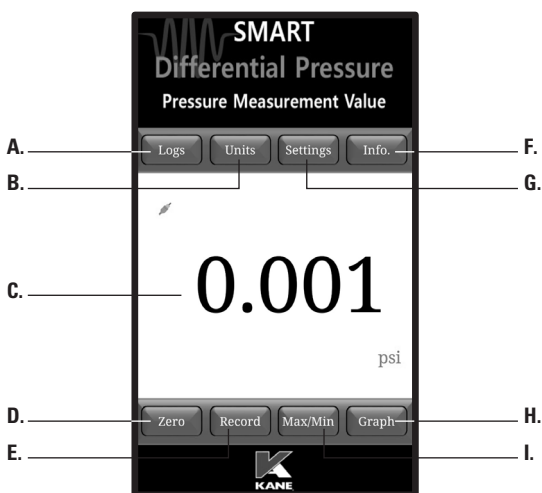 SMART
Differential Pressure
Pressure Measurement Value
A. Logs Units Settings Info. F.
B. G.
C. 0.001
psi
D. Zero Record Max/Min Graph H.
E. I.
KANE